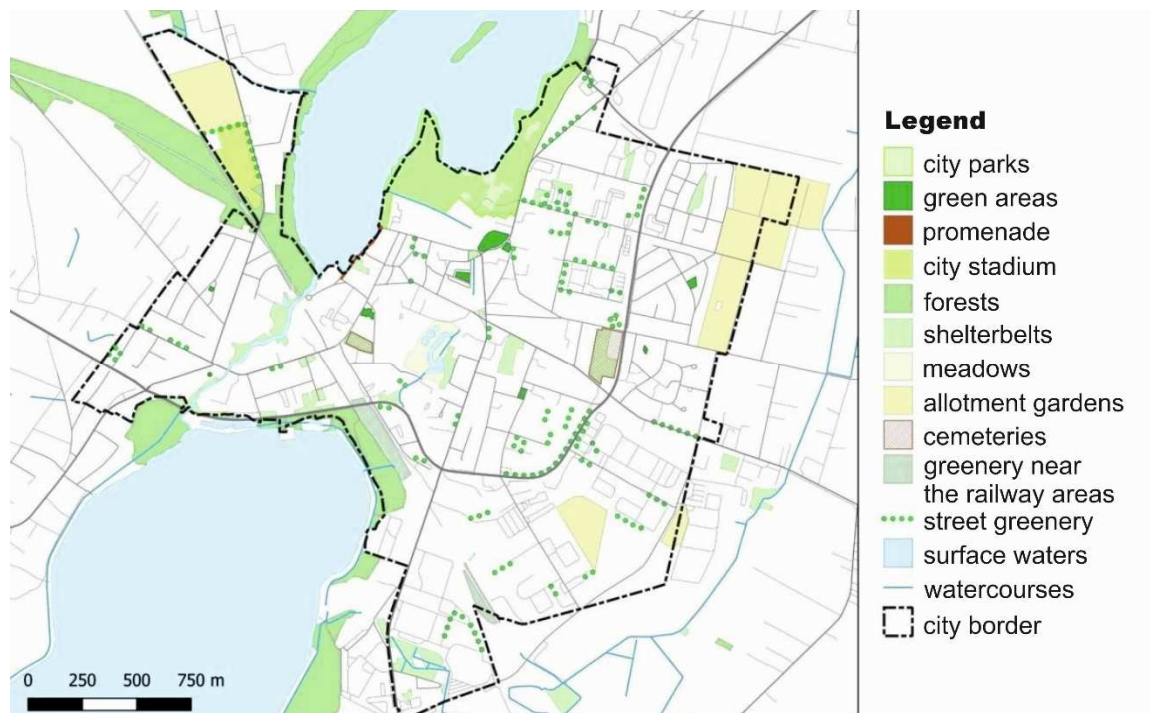 Legend
city parks
green areas
promenade
city stadium
forests
shelterbelts
meadows
allotment gardens
cemeteries
greenery near
the railway areas
street greenery
surface waters
watercourses
city border
0 250 500 750 m